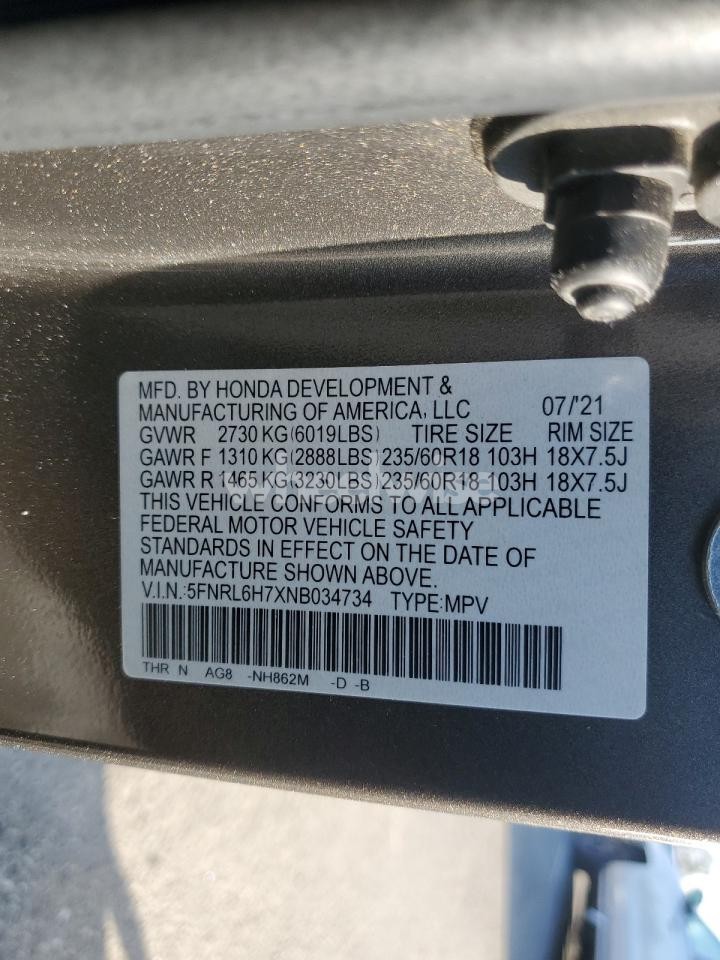 MFD. BY HONDA DEVELOPMENT &
MANUFACTURING OF AMERICA, LLC 07/'21
GVWR 2730 KG(6019LBS) TIRE SIZE RIM SIZE
GAWR F 1310 KG(2888LBS) 235/60R18 103H 18X7.5J
GAWR R 1465 KG(3230LBS) 235/60R18 103H 18X7.5J
THIS VEHICLE CONFORMS TO ALL APPLICABLE
FEDERAL MOTOR VEHICLE SAFETY
STANDARDS IN EFFECT ON THE DATE OF
MANUFACTURE SHOWN ABOVE.
V.I.N.:5FNRL6H7XNB034734 TYPE:MPV
THR N AG8 -NH862M -D -B